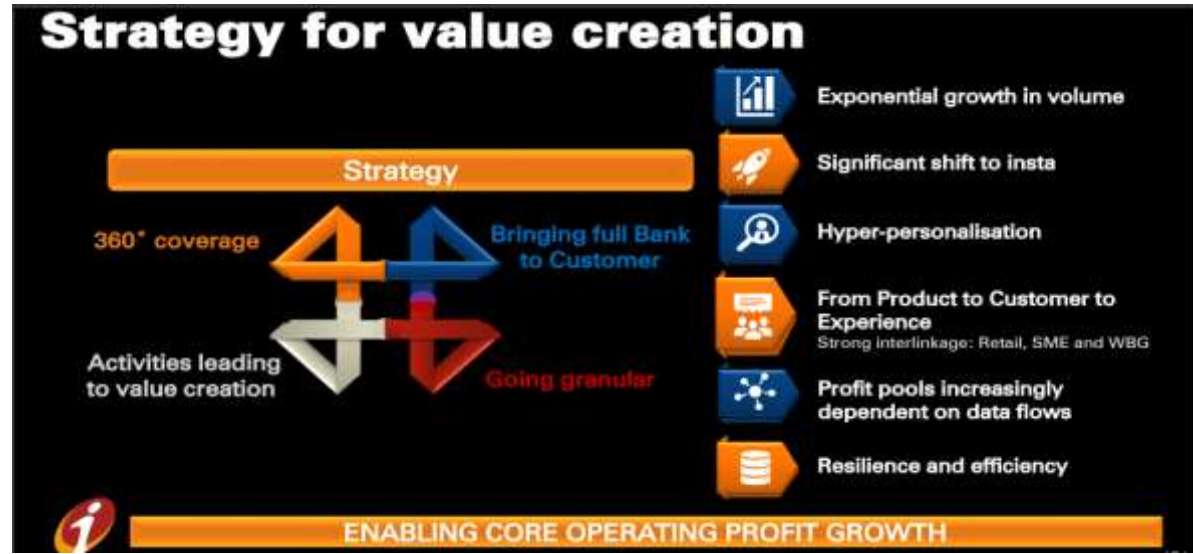 Strategy for value creation
Strategy
360° coverage
Bringing full Bank
to Customer
Activities leading
to value creation
Going granular
Exponential growth in volume
Significant shift to insta
Hyper-personalisation
From Product to Customer to
Experience
Strong interlinkage: Retail, SME and WBG
Profit pools increasingly
dependent on data flows
Resilience and efficiency
ENABLING CORE OPERATING PROFIT GROWTH